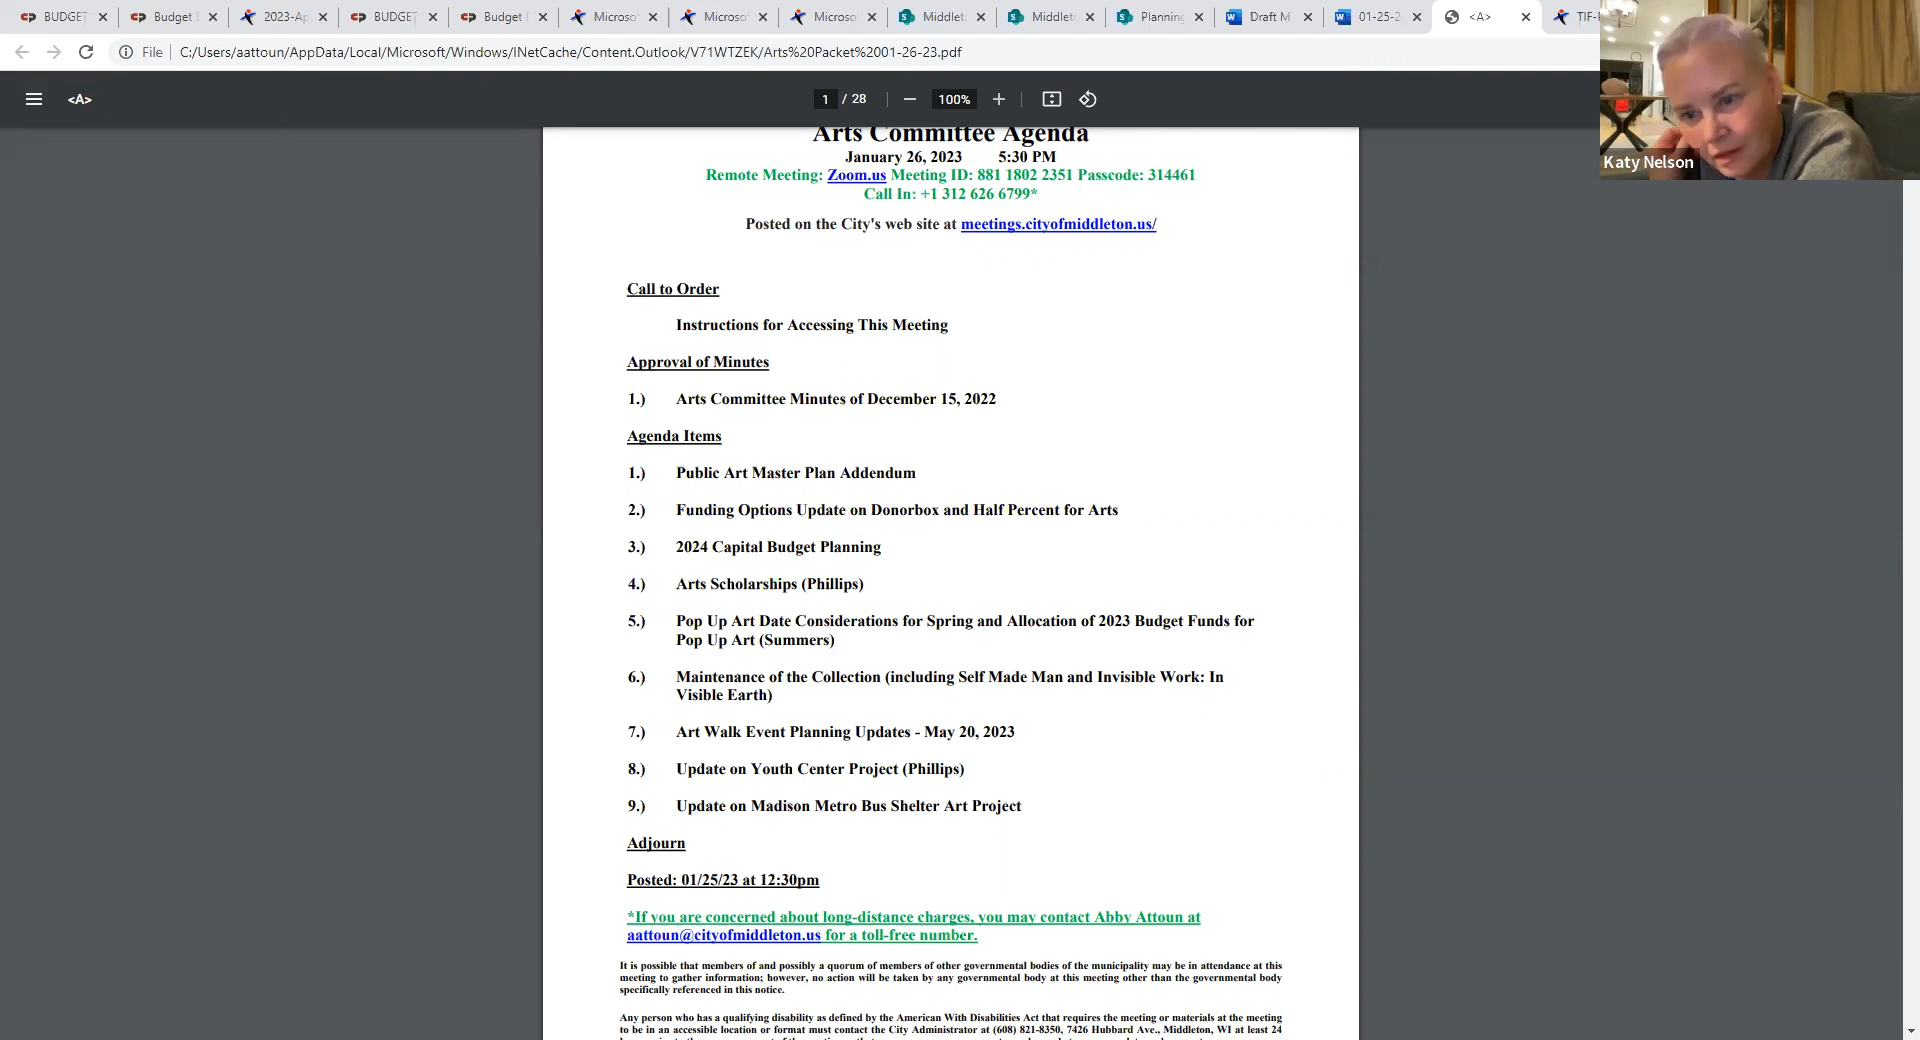 BUDGET
Budget D
2023-Ap
BUDGET
Budget D
Microso
Microso
Microso
Middlet
Middlet
Planning
Draft M
01-25-2
<A>
TIF-
File
C:/Users/aattoun/AppData/Local/Microsoft/Windows/INetCache/Content.Outlook/V71WTZEK/Arts%20Packet%2001-26-23.pdf
<A>
1 / 28
100%
Katy Nelson
Arts Committee Agenda
January 26, 2023 5:30 PM
Remote Meeting: Zoom.us Meeting ID: 881 1802 2351 Passcode: 314461
Call In: +1 312 626 6799*
Posted on the City's web site at meetings.cityofmiddleton.us/
Call to Order
Instructions for Accessing This Meeting
Approval of Minutes
1.) Arts Committee Minutes of December 15, 2022
Agenda Items
1.) Public Art Master Plan Addendum
2.) Funding Options Update on Donorbox and Half Percent for Arts
3.) 2024 Capital Budget Planning
4.) Arts Scholarships (Phillips)
5.) Pop Up Art Date Considerations for Spring and Allocation of 2023 Budget Funds for
Pop Up Art (Summers)
6.) Maintenance of the Collection (including Self Made Man and Invisible Work: In
Visible Earth)
7.) Art Walk Event Planning Updates - May 20, 2023
8.) Update on Youth Center Project (Phillips)
9.) Update on Madison Metro Bus Shelter Art Project
Adjourn
Posted: 01/25/23 at 12:30pm
*If you are concerned about long-distance charges, you may contact Abby Attoun at
aattoun@cityofmiddleton.us for a toll-free number.
It is possible that members of and possibly a quorum of members of other governmental bodies of the municipality may be in attendance at this
meeting to gather information; however, no action will be taken by any governmental body at this meeting other than the governmental body
specifically referenced in this notice.
Any person who has a qualifying disability as defined by the American With Disabilities Act that requires the meeting or materials at the meeting
to be in an accessible location or format must contact the City Administrator at (608) 821-8350, 7426 Hubbard Ave., Middleton, WI at least 24